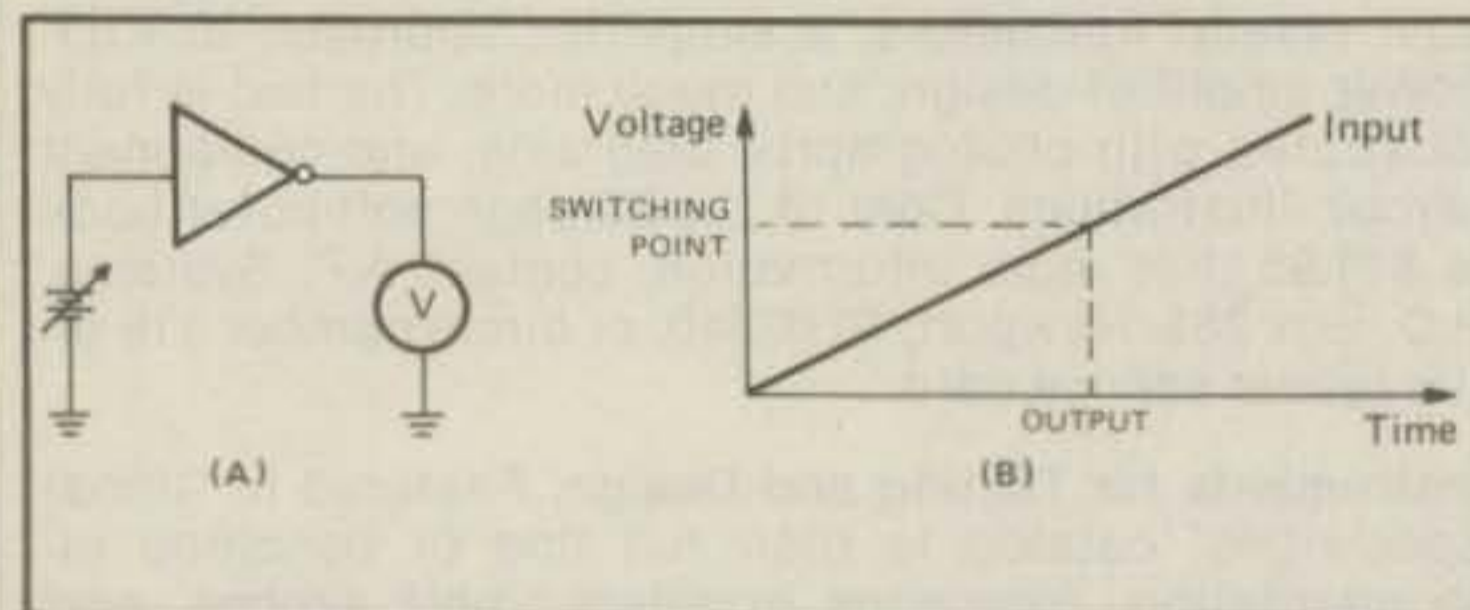 V
(A)
Voltage
Input
SWITCHING
POINT
OUTPUT
Time
(B)